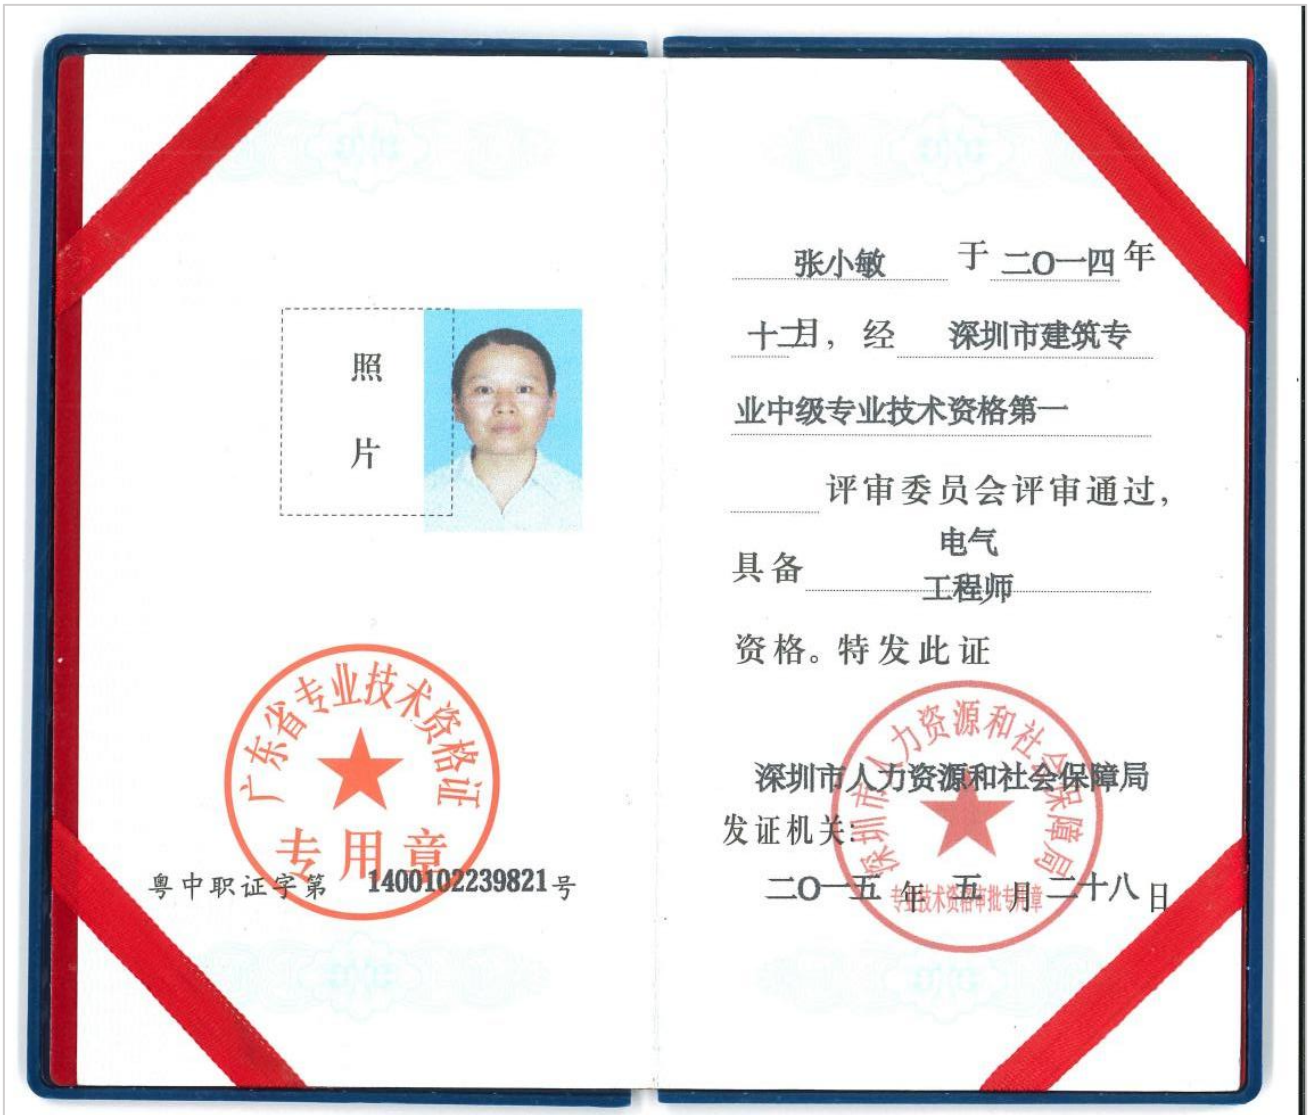 照
片
广东省专业技术资格证
专用章
粤中职证字第 1400102239821号
张小敏 于 二〇一四 年
十二月，经 深圳市建筑专
业中级专业技术资格第一
评审委员会评审通过，
具备 电气
工程师
资格。特发此证
深圳市人力资源和社会保障局
深圳市人力资源和社会保障局
发证机关:
二〇一五 年 五 月 二十八 日
专业技术资格审批专用章